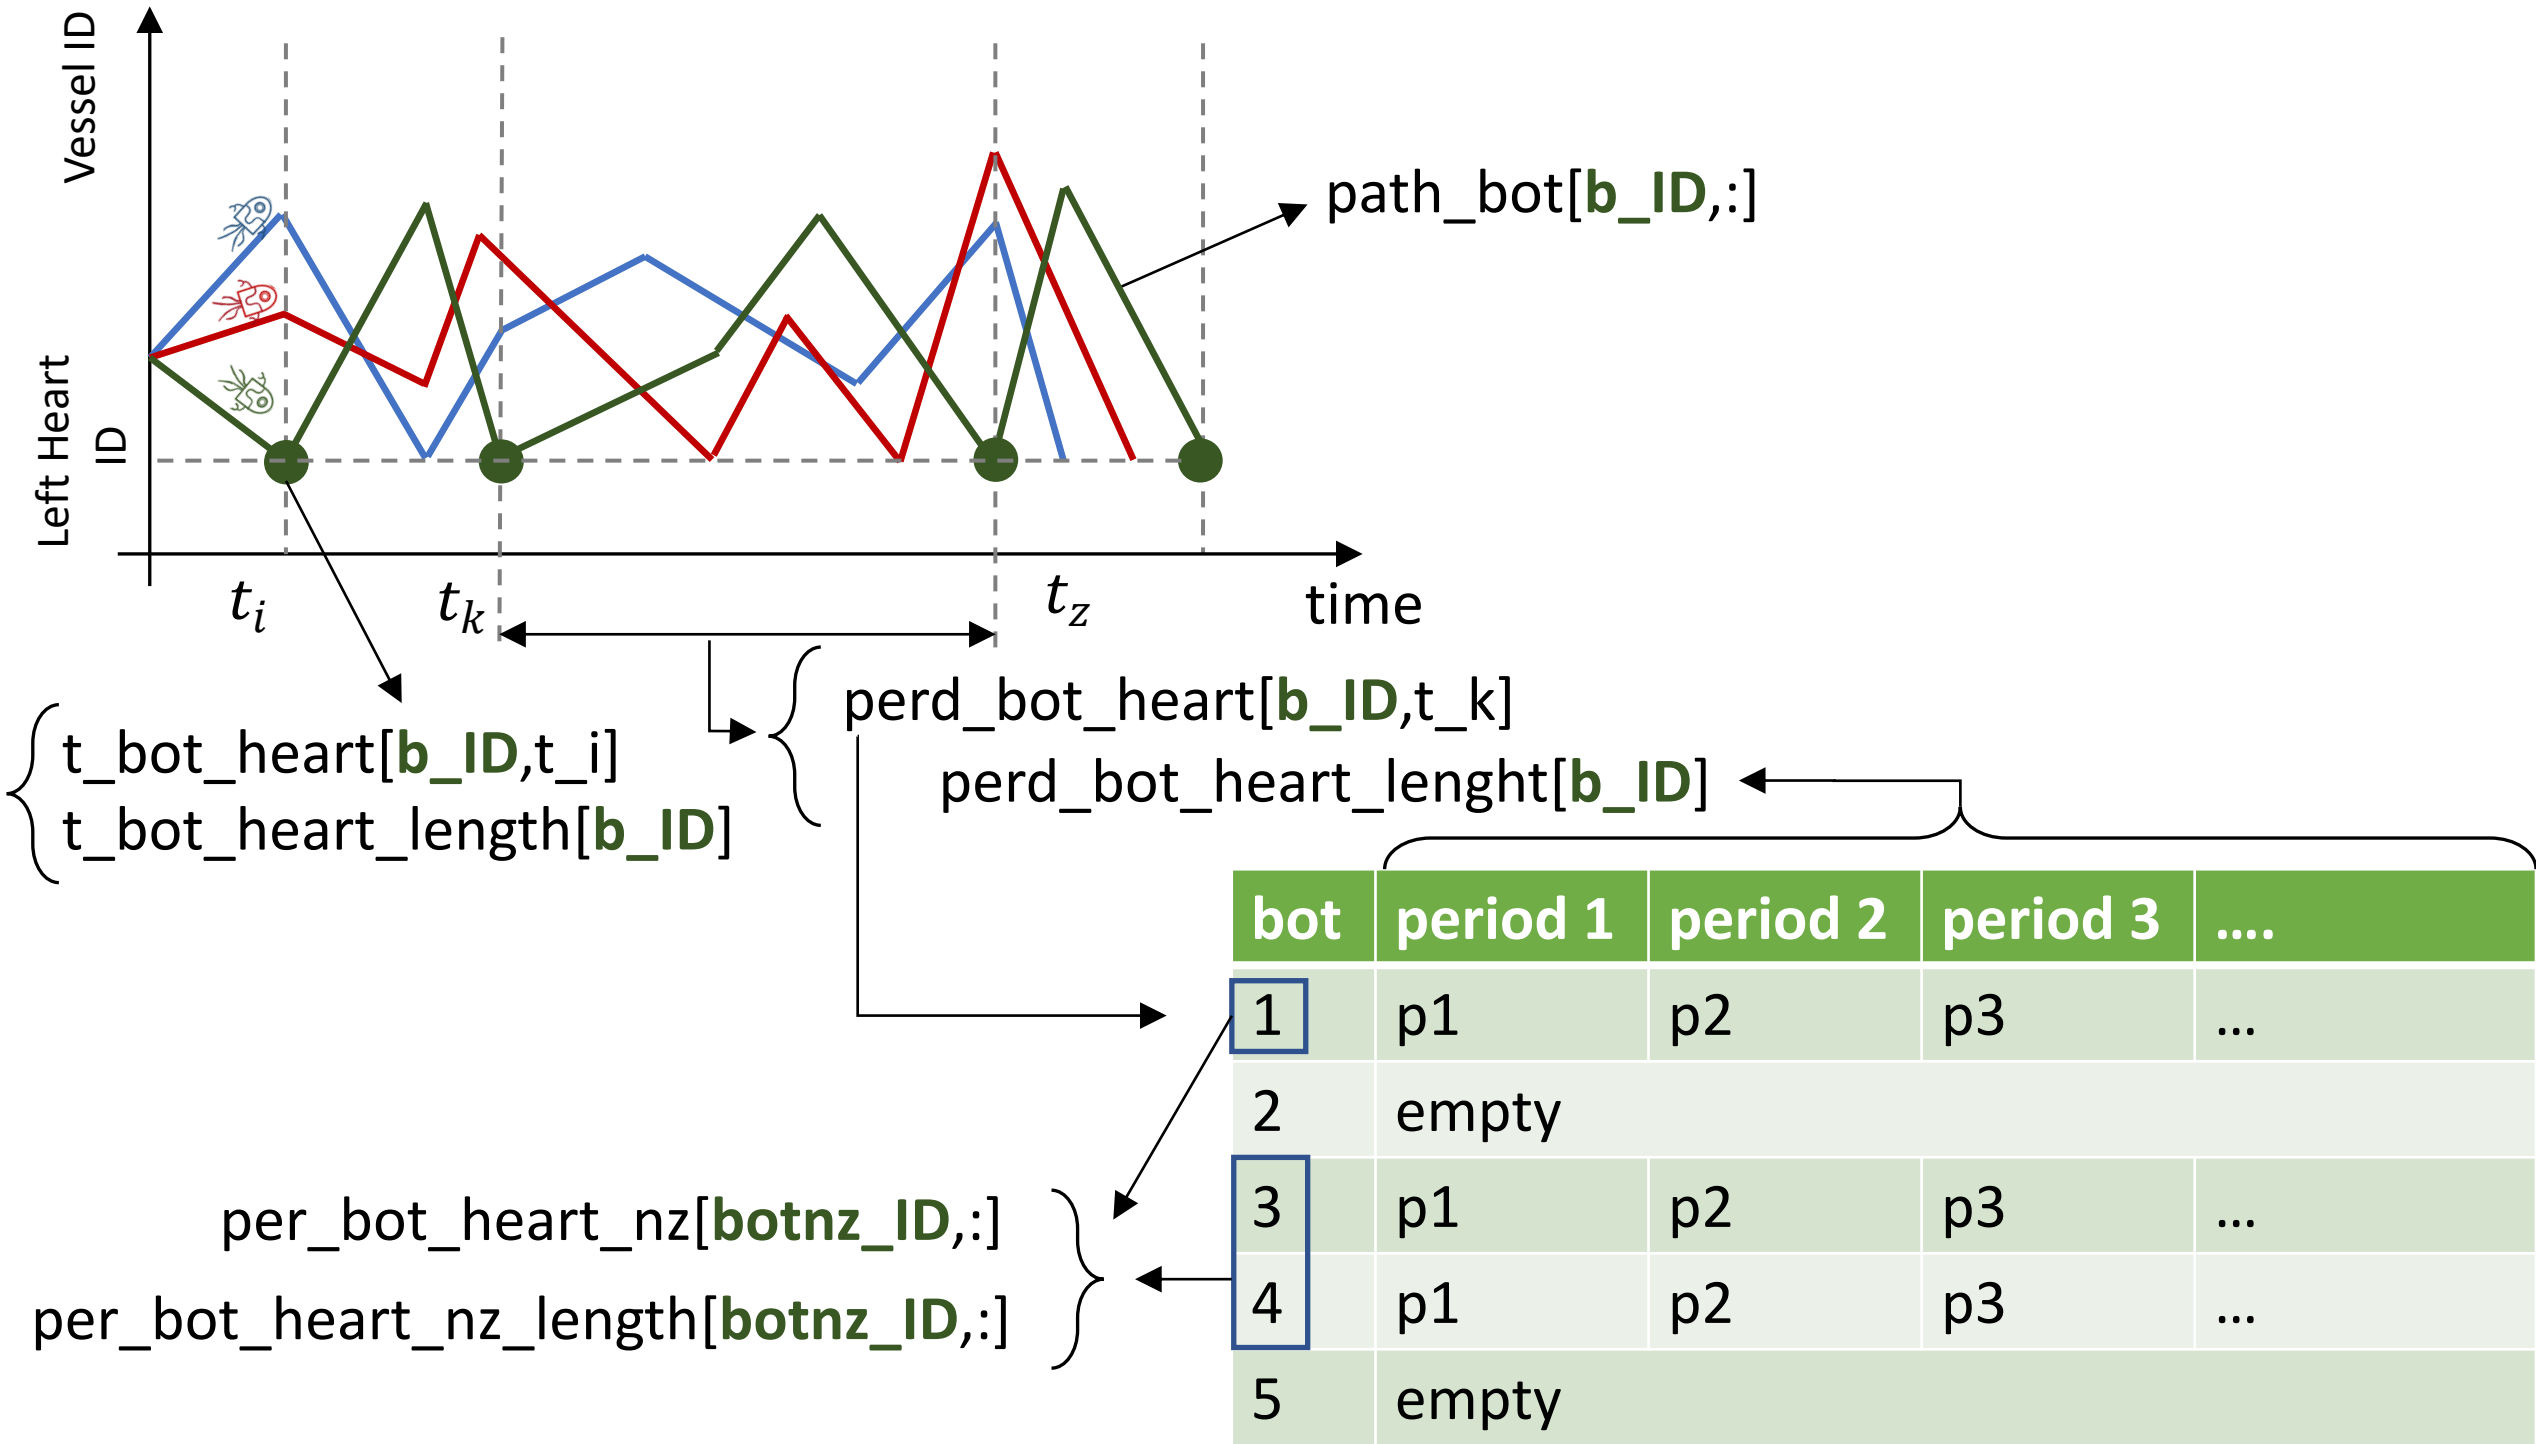 Vessel ID
Left Heart
ID
path_bot[b_ID,:]
t_i
t_k
t_z
time
perd_bot_heart[b_ID,t_k]
perd_bot_heart_lenght[b_ID]
t_bot_heart[b_ID,t_i]
t_bot_heart_length[b_ID]
bot period 1 period 2 period 3 ....
1 p1 p2 p3 ...
2 empty
3 p1 p2 p3 ...
4 p1 p2 p3 ...
5 empty
per_bot_heart_nz[botnz_ID,:]
per_bot_heart_nz_length[botnz_ID,:]